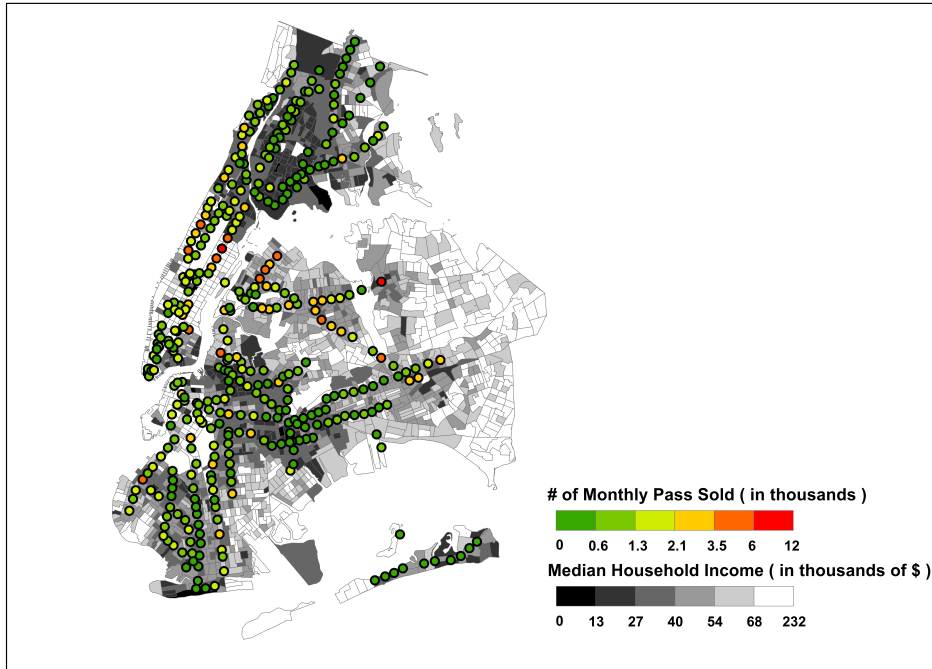 # of Monthly Pass Sold ( in thousands )
0 0.6 1.3 2.1 3.5 6 12
Median Household Income ( in thousands of $ )
0 13 27 40 54 68 232